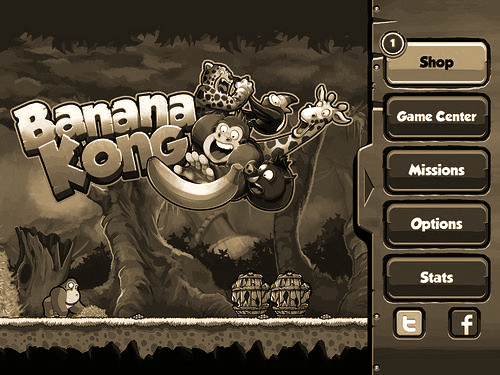 Banana
Kong
1
Shop
Game Center
Missions
Options
Stats
t
f